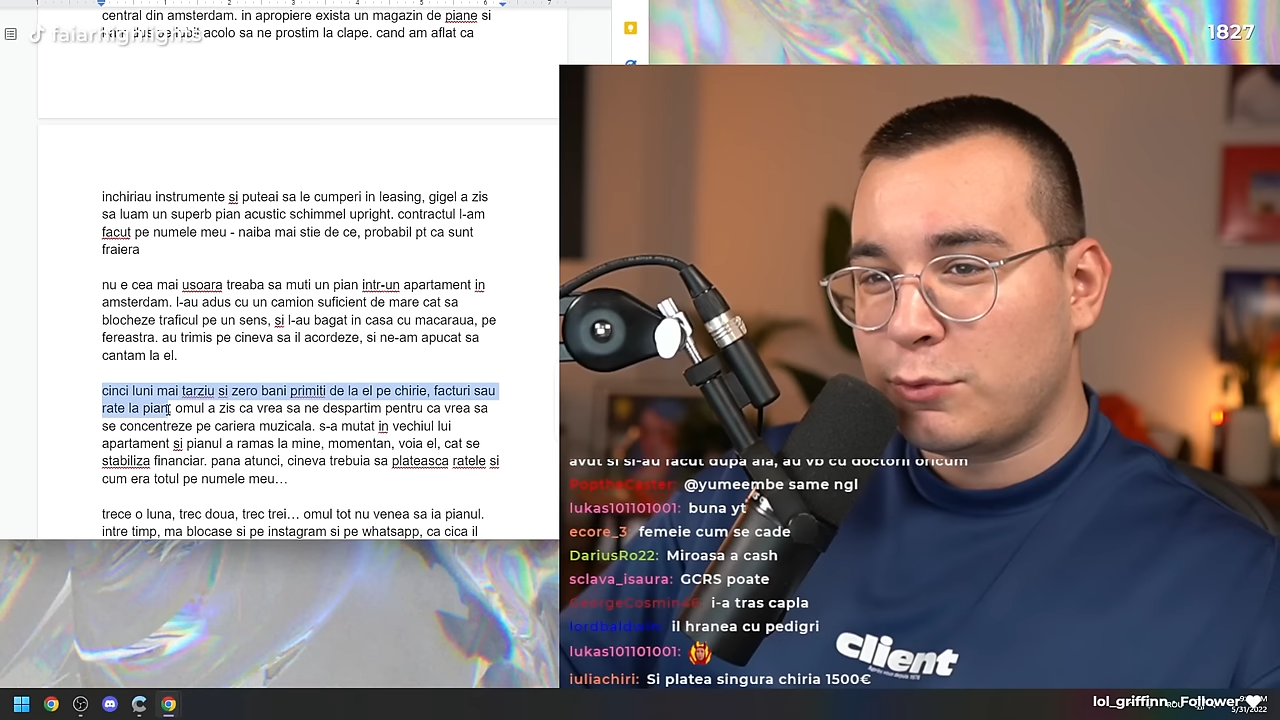 central din amsterdam. in apropiere exista un magazin de piane si
acolo sa ne prostim la clape. cand am aflat ca
faiarhighlights
1827
inchiriau instrumente si puteai sa le cumperi in leasing, gigel a zis
sa luam un superb pian acustic schimmel upright. contractul l-am
facut pe numele meu - naiba mai stie de ce, probabil pt ca sunt
fraiera
nu e cea mai usoara treaba sa muti un pian intr-un apartament in
amsterdam. l-au adus cu un camion suficient de mare cat sa
blocheze traficul pe un sens, si l-au bagat in casa cu macaraua, pe
fereastra. au trimis pe cineva sa il acordeze, si ne-am apucat sa
cantam la el.
cinci luni mai tarziu si zero bani primiti de la el pe chirie, facturi sau
rate la pian, omul a zis ca vrea sa ne despartim pentru ca vrea sa
se concentreze pe cariera muzicala. s-a mutat in vechiul lui
apartament si pianul a ramas la mine, momentan, voia el, cat se
stabiliza financiar. pana atunci, cineva trebuia sa plateasca ratele si
cum era totul pe numele meu…
trece o luna, trec doua, trec trei… omul tot nu venea sa ia pianul.
intre timp, ma blocase si pe instagram si pe whatsapp, ca cica il
avut si si-au facut dupa aia, au vb cu doctorii oricum
PoptheCaster: @yumeembe same ngl
lukas101101001: buna yt
ecore_3 femeie cum se cade
DariusRo22: Miroasa a cash
sclava_isaura: GCRS poate
i-a tras capla
lordbaldwin: il hranea cu pedigri
lukas101101001:
iuliachiri: Si platea singura chiria 1500€
client
lol_griffinn - Follower
ROU
5/31/2022